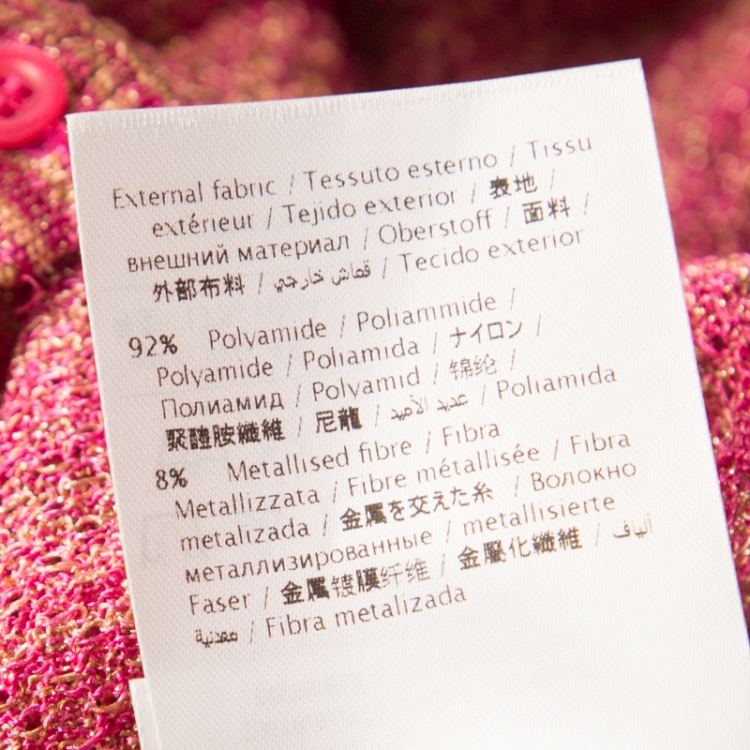 External fabric / Tessuto esterno / Tissu
extérieur / Tejido exterior / 表地 /
внешний материал / Oberstoff / 面料 /
外部布料 / قماش خارجي / Tecido exterior
92% Polyamide / Poliammide /
Polyamide / Poliamida / ナイロン /
Полиамид / Polyamid / 锦纶 /
聚醯胺纖維 / 尼龍 / عديد الأميد / Poliamida
8% Metallised fibre / Fibra
Metallizzata / Fibre métallisée / Fibra
metalizada / 金属を交えた糸 / Волокно
металлизированные / metallisierte
Faser / 金属镀膜纤维 / 金屬化纖維 / ألياف
معدنية / Fibra metalizada